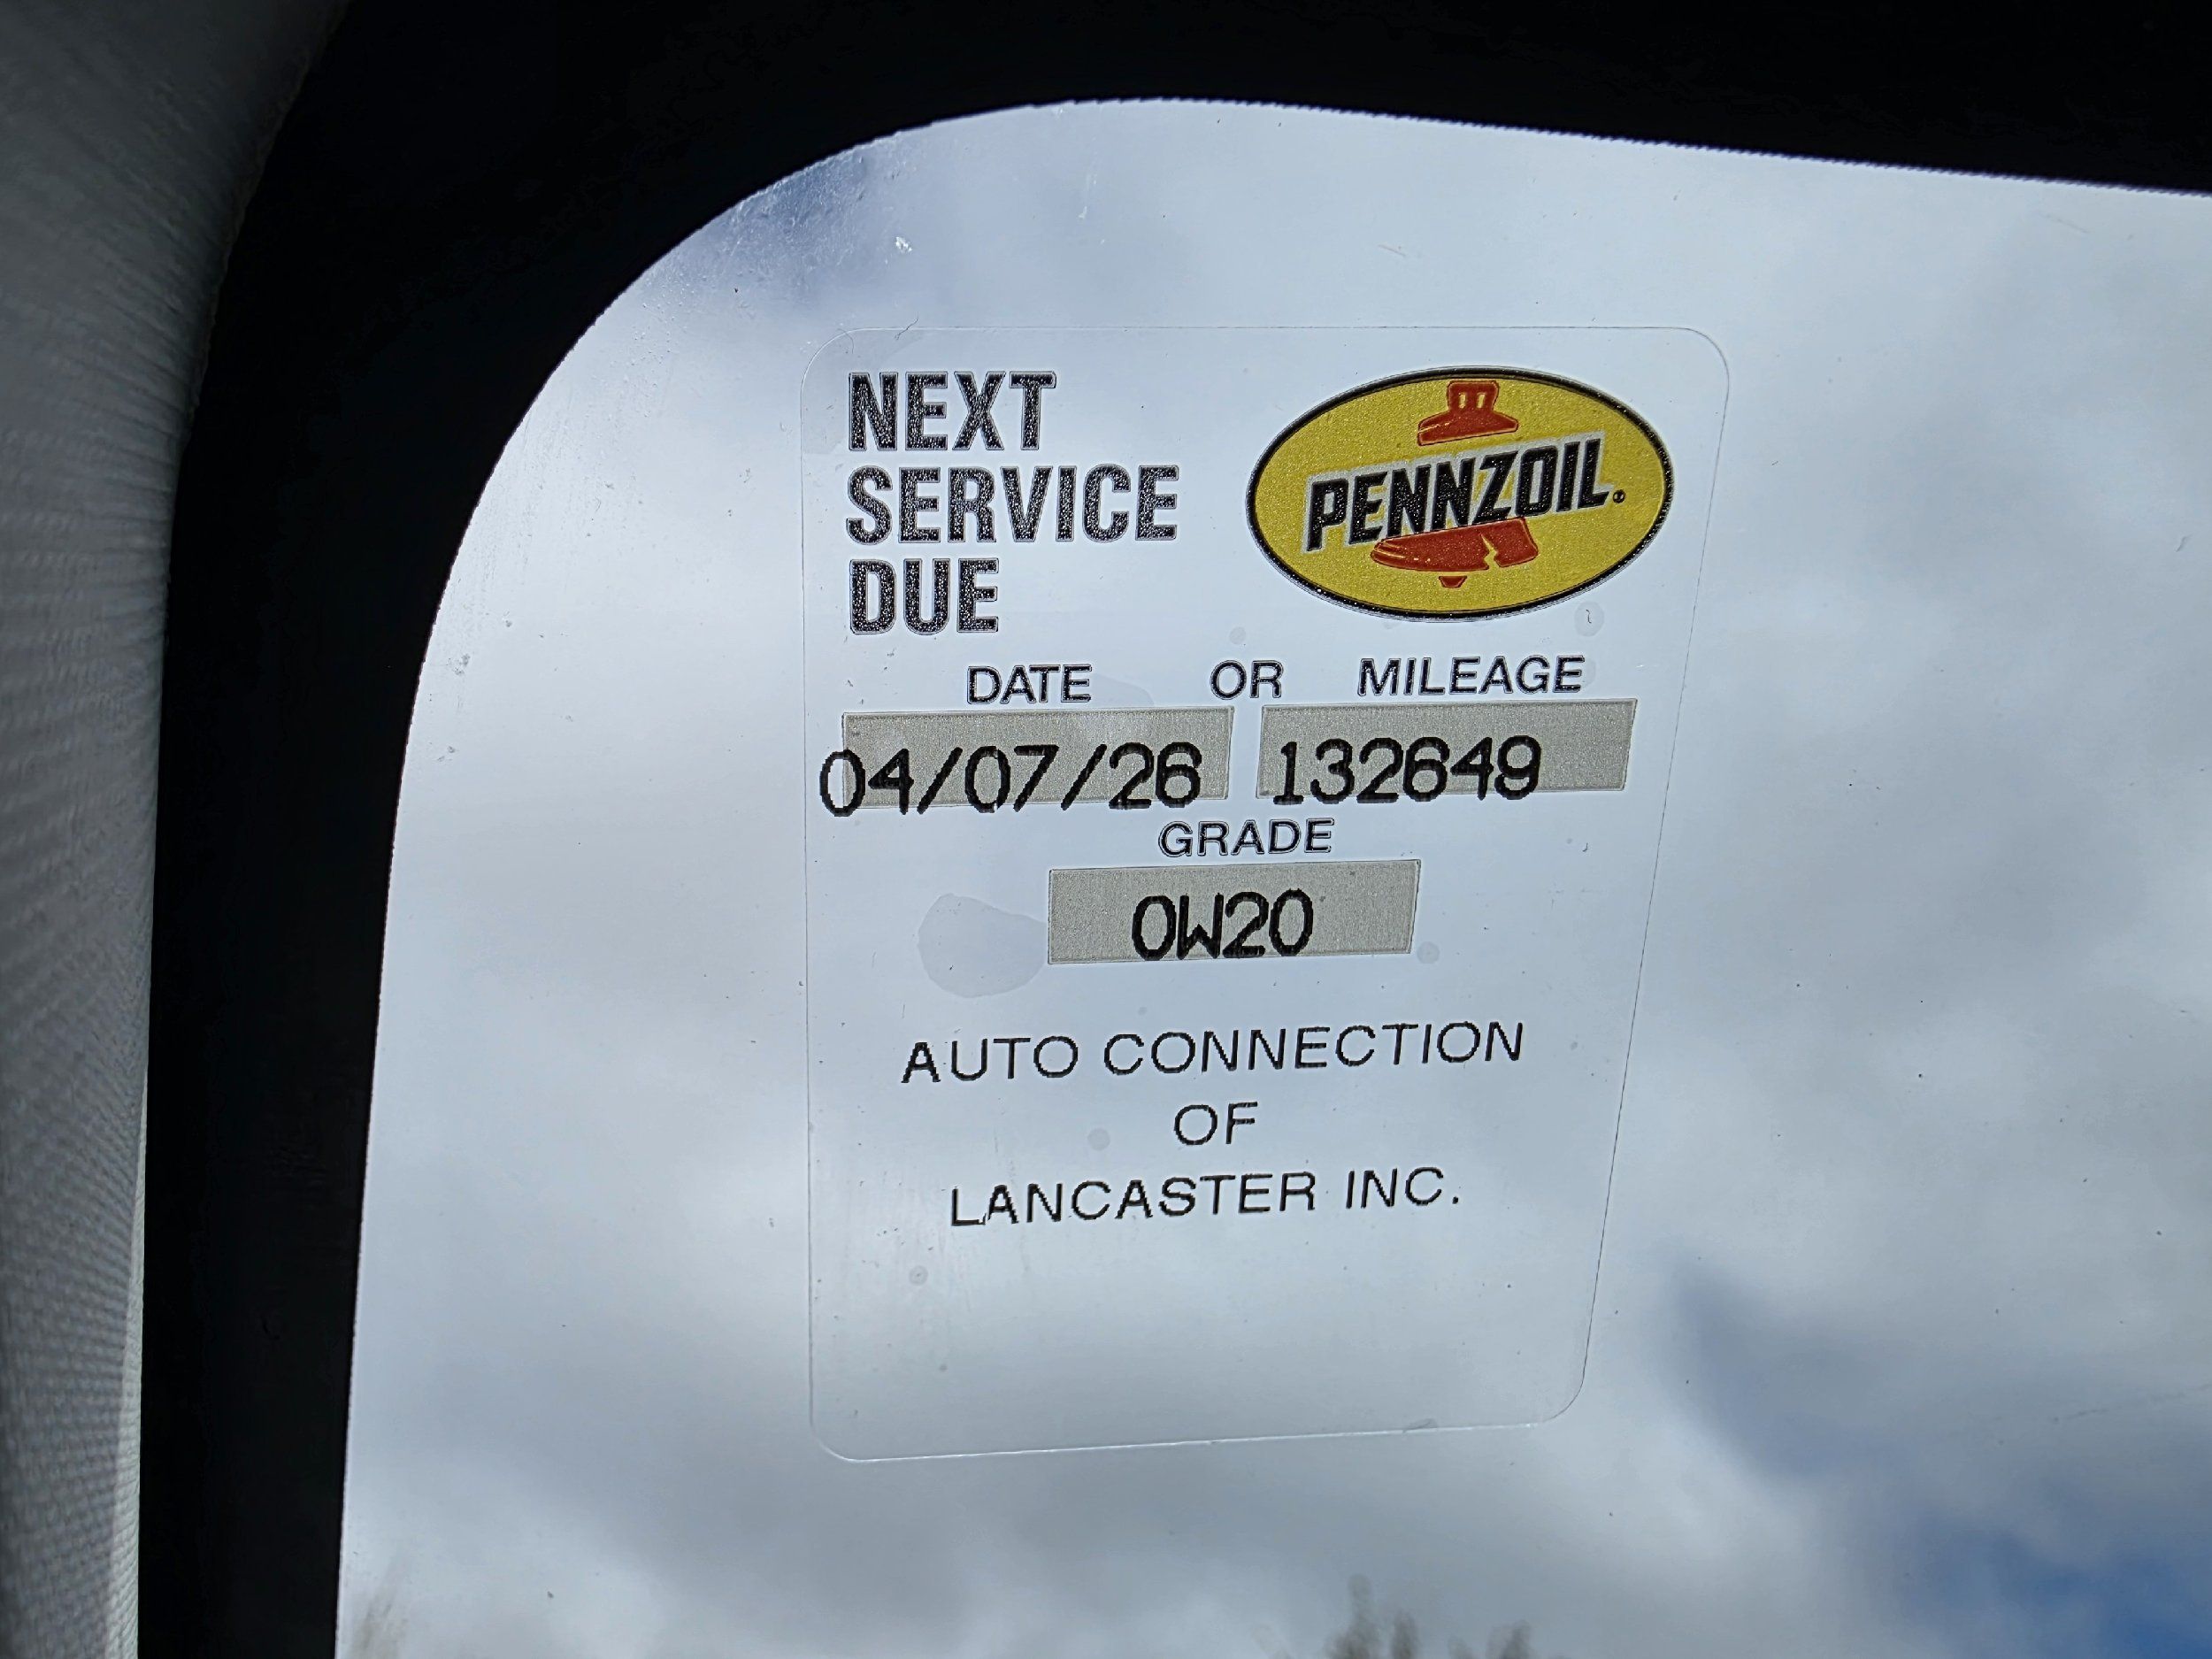 NEXT
SERVICE
DUE
PENNZOIL®
DATE OR MILEAGE
04/07/26 132649
GRADE
0W20
AUTO CONNECTION
OF
LANCASTER INC.